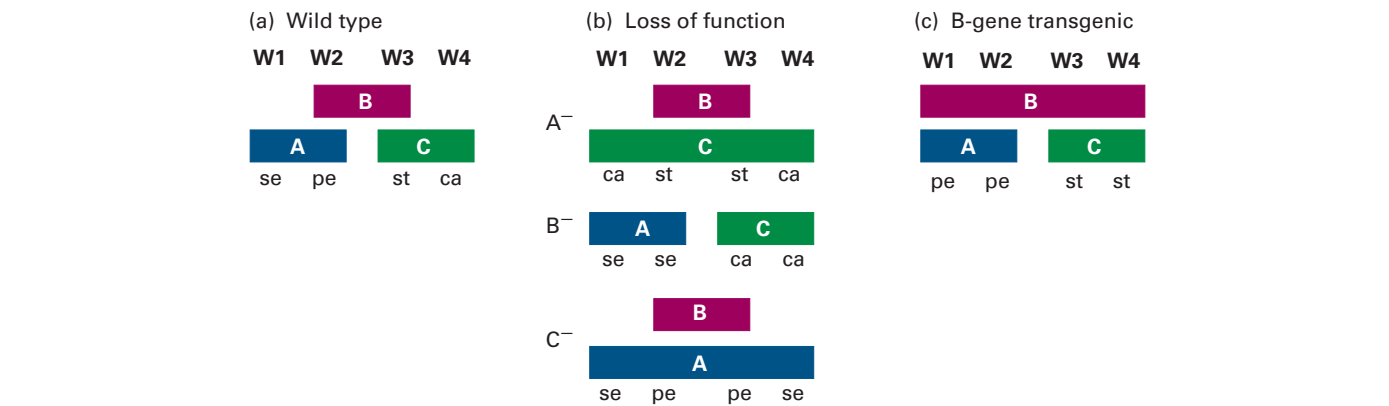 (a) Wild type
W1 W2 W3 W4
B
A C
se pe st ca
(b) Loss of function
W1 W2 W3 W4
A–
B
C
ca st st ca
B–
A C
se se ca ca
C–
B
A
se pe pe se
(c) B-gene transgenic
W1 W2 W3 W4
B
A C
pe pe st st